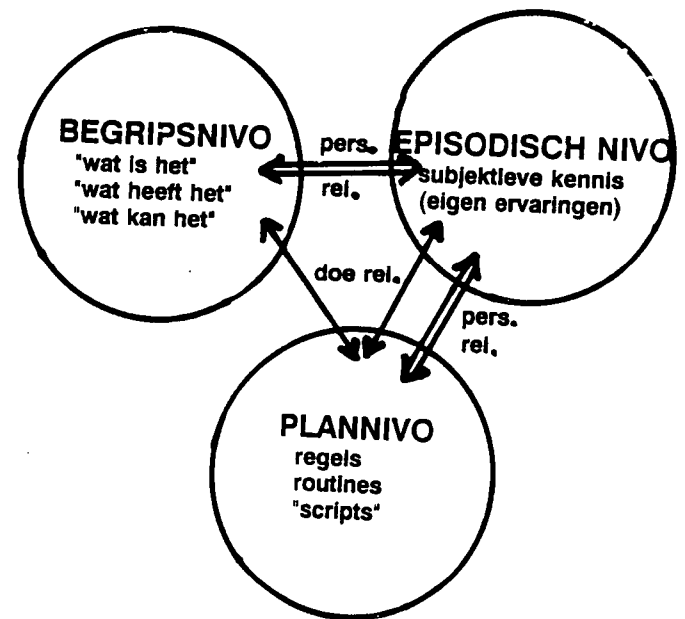 BEGRIPSNIVO
"wat is het"
"wat heeft het"
"wat kan het"
pers.
rel.
EPISODISCH NIVO
subjektieve kennis
(eigen ervaringen)
doe rel.
pers.
rel.
PLANNIVO
regels
routines
"scripts"